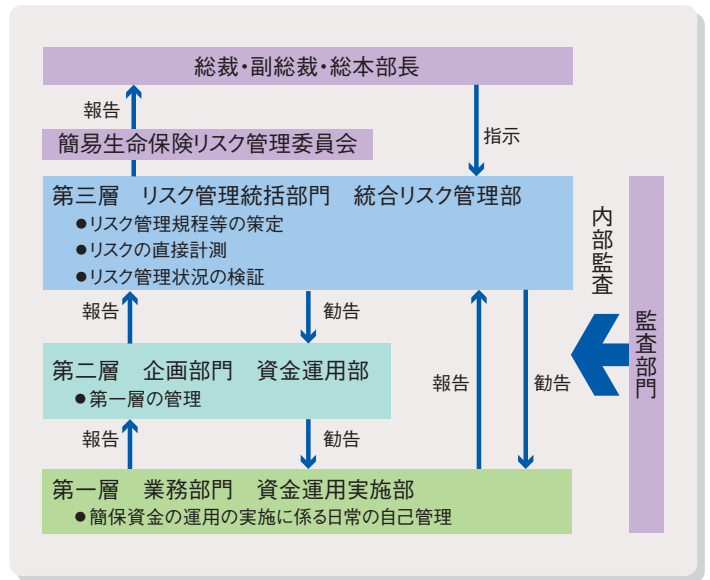 総裁・副総裁・総本部長
報告
指示
簡易生命保険リスク管理委員会
第三層　リスク管理統括部門　統合リスク管理部
●リスク管理規程等の策定
●リスクの直接計測
●リスク管理状況の検証
内部監査
監査部門
報告
勧告
第二層　企画部門　資金運用部
●第一層の管理
報告
勧告
報告
勧告
第一層　業務部門　資金運用実施部
●簡保資金の運用の実施に係る日常の自己管理